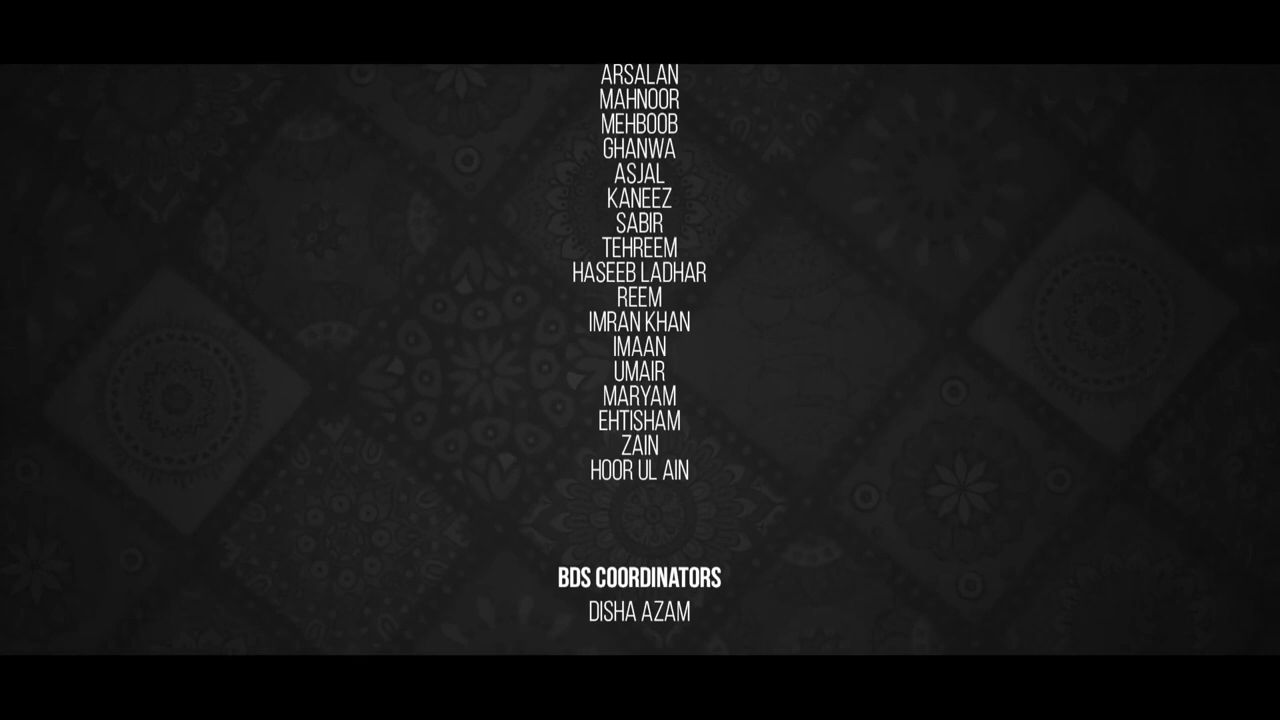 ARSALAN
MAHNOOR
MEHBOOB
GHANWA
ASJAL
KANEEZ
SABIR
TEHREEM
HASEEB LADHAR
REEM
IMRAN KHAN
IMAAN
UMAIR
MARYAM
EHTISHAM
ZAIN
HOOR UL AIN
BDS COORDINATORS
DISHA AZAM